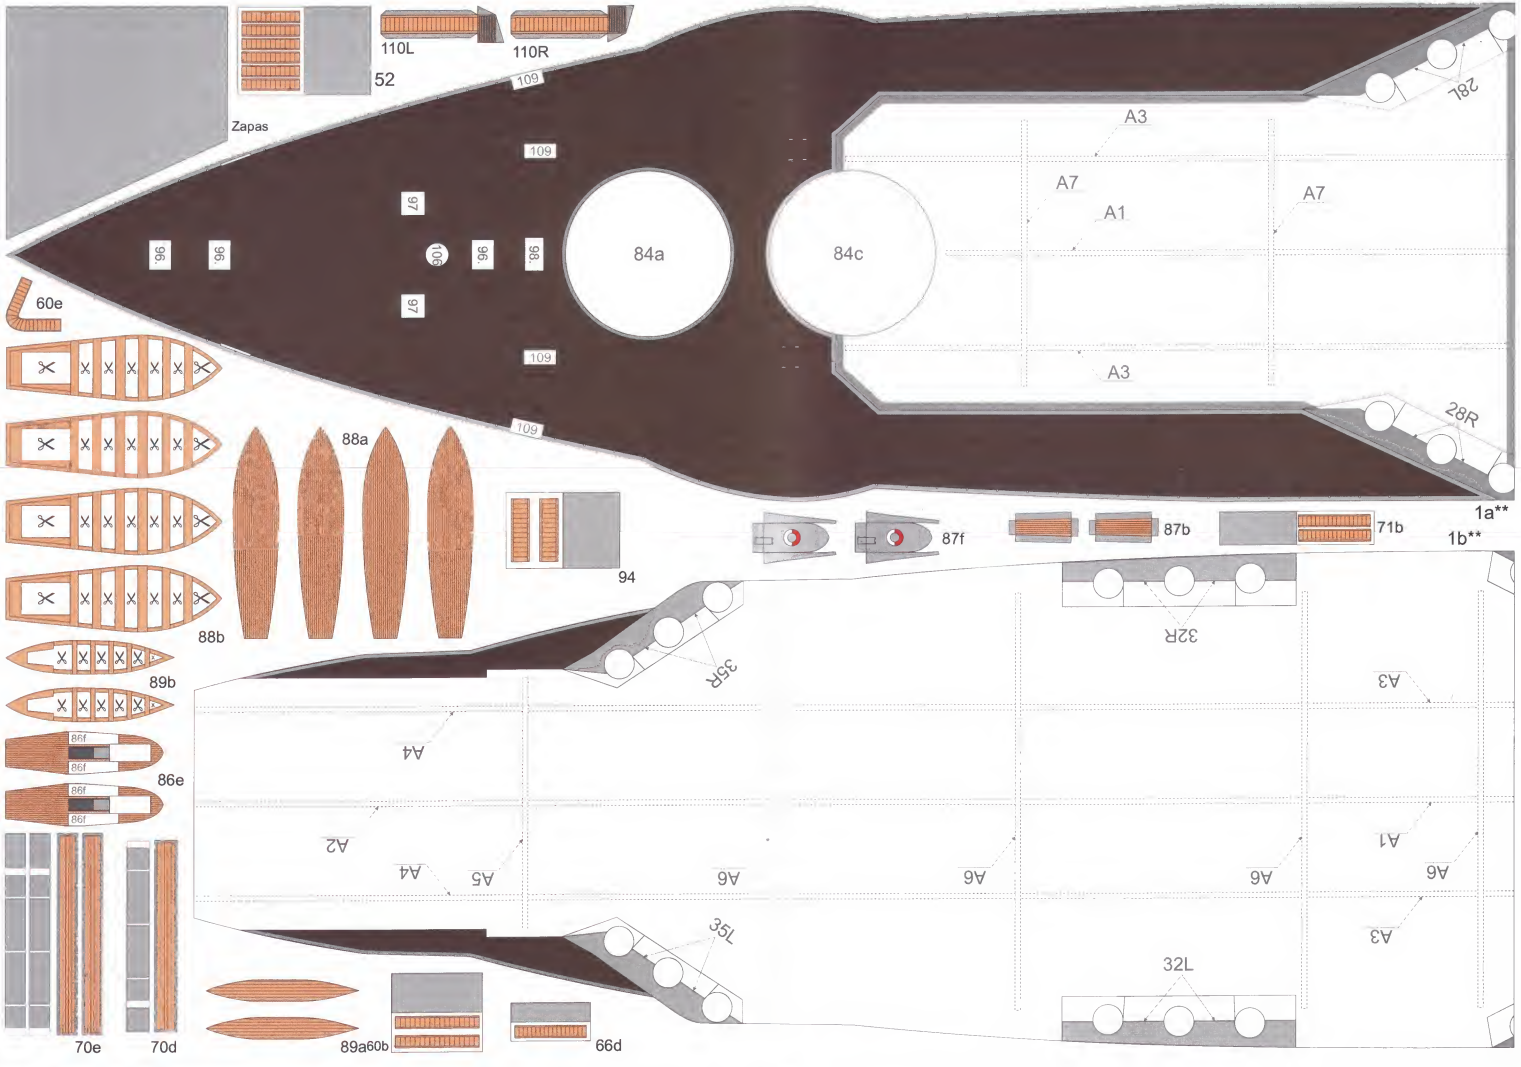 52
110L
110R
Zapas
109
109
97
96.
96.
106
96.
98.
97
109
109
84a
84c
A3
A7
A1
A7
A3
28L
28R
60e
88a
88b
94
87f
87b
71b
1a**
1b**
89b
86f
86f
86e
86f
86f
35R
32R
A3
A4
A2
A4
A5
A6
A6
A6
A1
A6
A3
35L
32L
70e
70d
89a
60b
66d